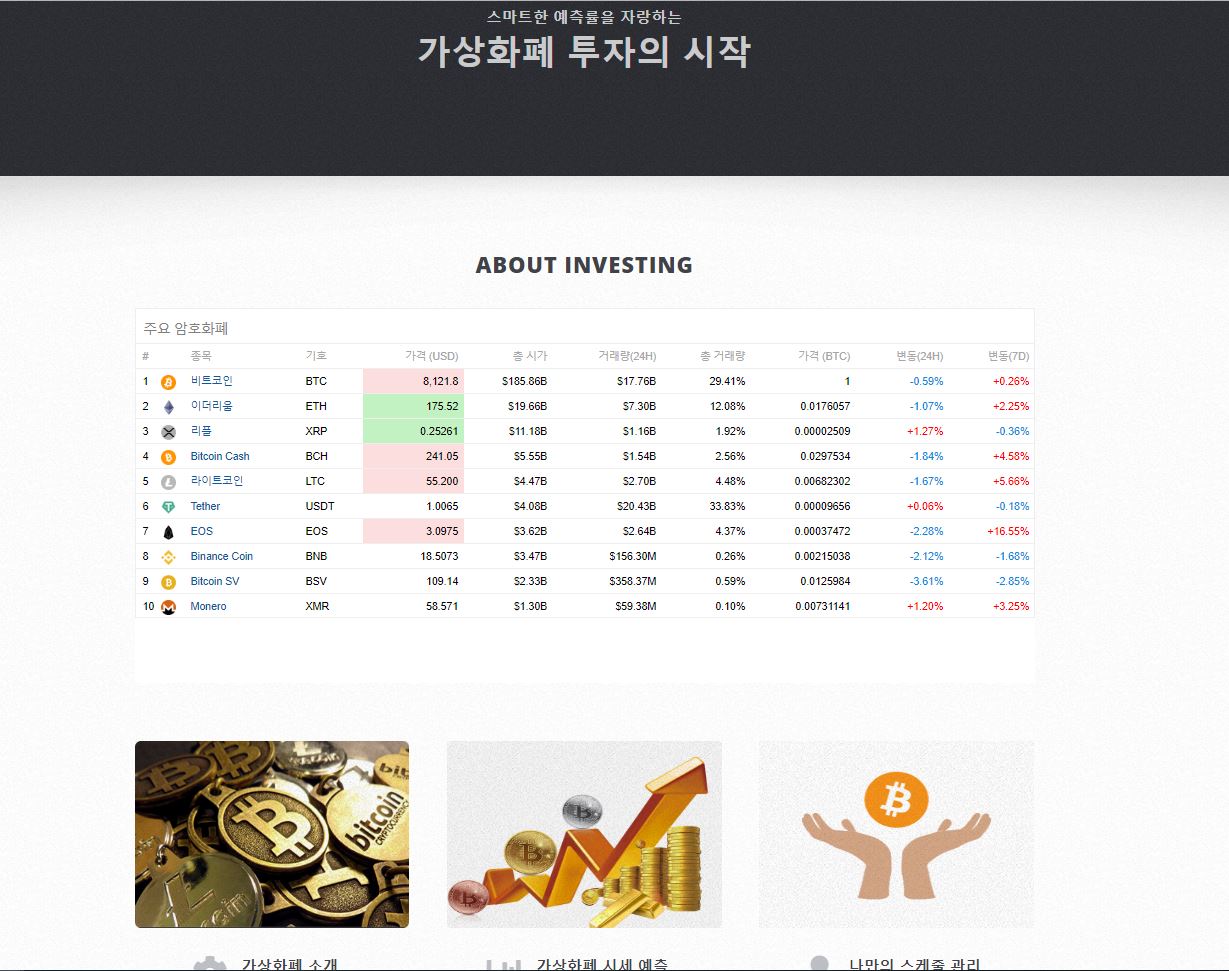 스마트한 예측률을 자랑하는
가상화폐 투자의 시작
ABOUT INVESTING
주요 암호화폐
# 종목 기호 가격 (USD) 총 시가 거래량(24H) 총 거래량 가격 (BTC) 변동(24H) 변동(7D)
1 비트코인 BTC 8,121.8 $185.86B $17.76B 29.41% 1 -0.59% +0.26%
2 이더리움 ETH 175.52 $19.66B $7.30B 12.08% 0.0176057 -1.07% +2.25%
3 리플 XRP 0.25261 $11.18B $1.16B 1.92% 0.00002509 +1.27% -0.36%
4 Bitcoin Cash BCH 241.05 $5.55B $1.54B 2.56% 0.0297534 -1.84% +4.58%
5 라이트코인 LTC 55.200 $4.47B $2.70B 4.48% 0.00682302 -1.67% +5.66%
6 Tether USDT 1.0065 $4.08B $20.43B 33.83% 0.00009656 +0.06% -0.18%
7 EOS EOS 3.0975 $3.62B $2.64B 4.37% 0.00037472 -2.28% +16.55%
8 Binance Coin BNB 18.5073 $3.47B $156.30M 0.26% 0.00215038 -2.12% -1.68%
9 Bitcoin SV BSV 109.14 $2.33B $358.37M 0.59% 0.0125984 -3.61% -2.85%
10 Monero XMR 58.571 $1.30B $59.38M 0.10% 0.00731141 +1.20% +3.25%
bitcoin
CRYPTOCURRENCY
가상화폐 소개
가상화폐 시세 예측
나만의 스케줄 관리